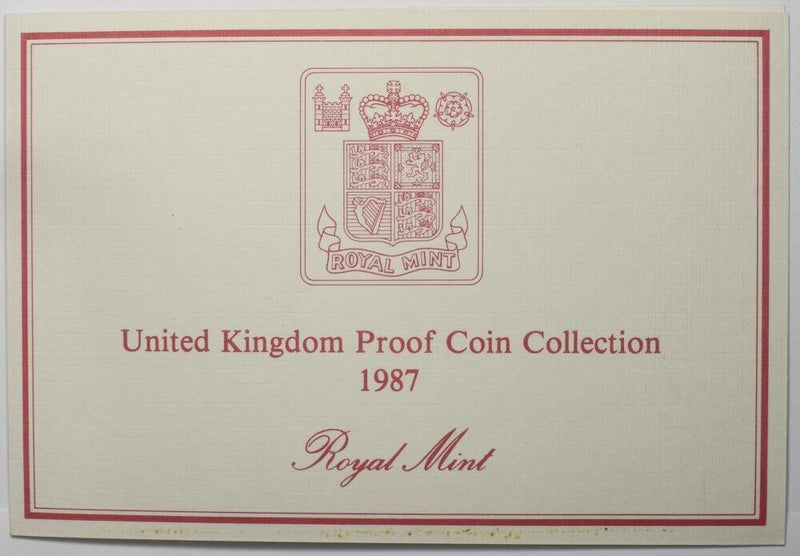 ROYAL MINT
United Kingdom Proof Coin Collection
1987
Royal Mint